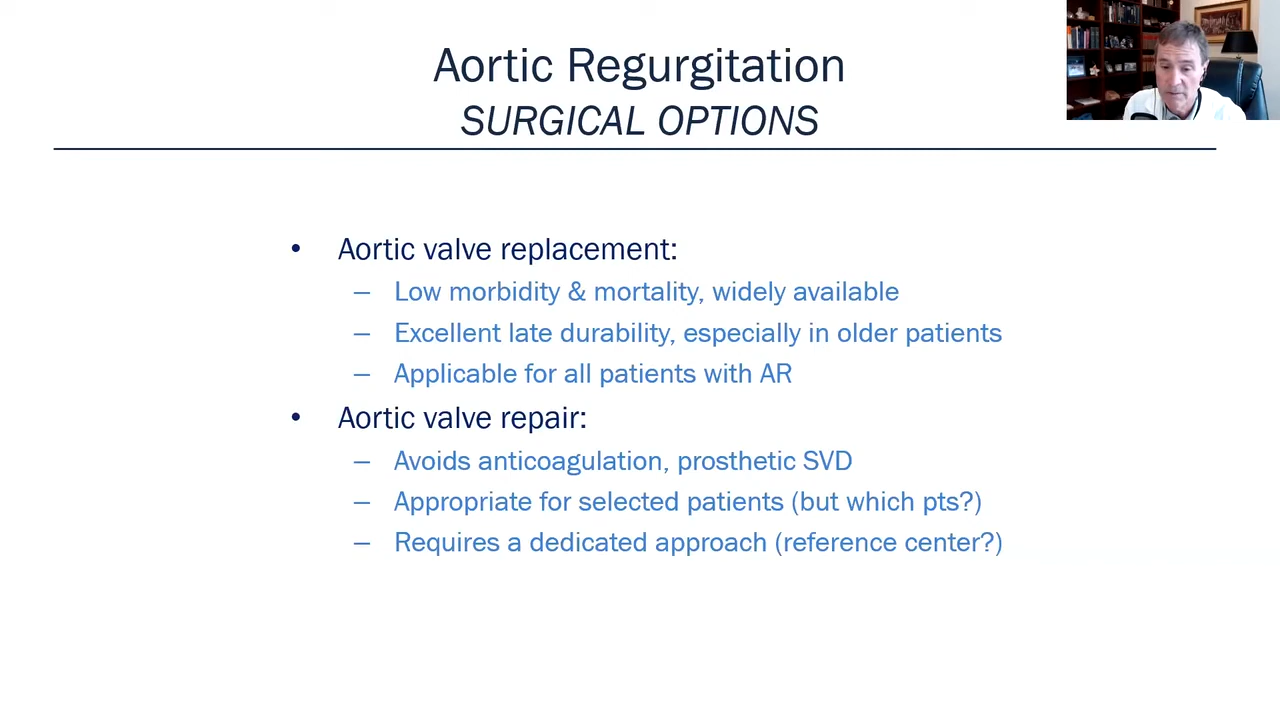 Aortic Regurgitation
SURGICAL OPTIONS
• Aortic valve replacement:
– Low morbidity & mortality, widely available
– Excellent late durability, especially in older patients
– Applicable for all patients with AR
• Aortic valve repair:
– Avoids anticoagulation, prosthetic SVD
– Appropriate for selected patients (but which pts?)
– Requires a dedicated approach (reference center?)